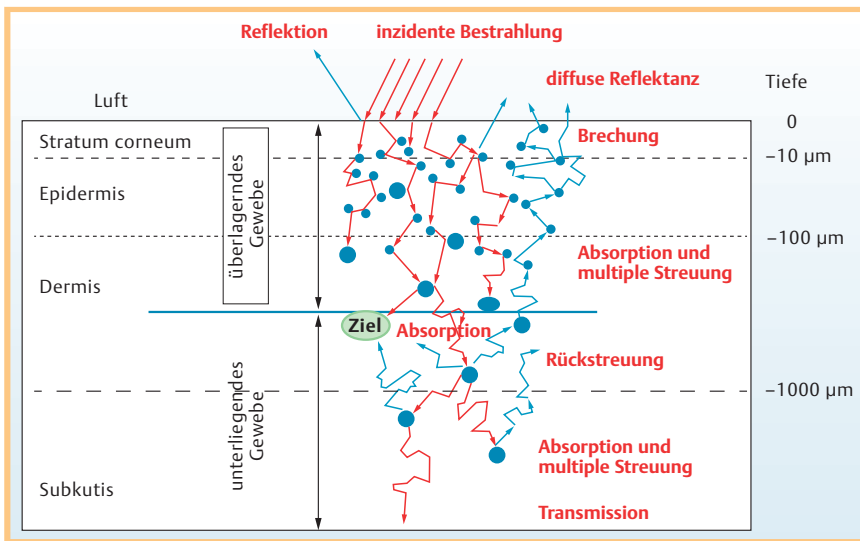 Reflektion
inzidente Bestrahlung
diffuse Reflektanz
Tiefe
Luft
0
Stratum corneum
Brechung
–10 µm
Epidermis
überlagerndes
Gewebe
–100 µm
Absorption und
multiple Streuung
Dermis
Ziel
Absorption
Rückstreuung
–1000 µm
unterliegendes
Gewebe
Absorption und
multiple Streuung
Subkutis
Transmission